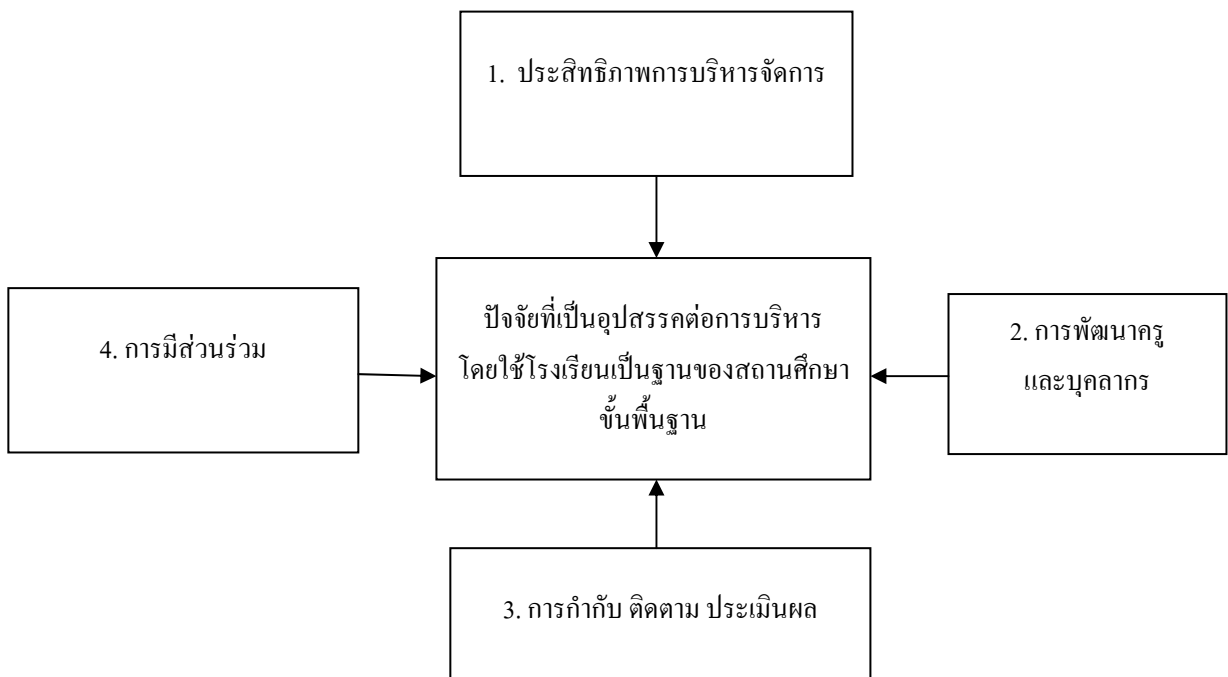 1. ประสิทธิภาพการบริหารจัดการ
ปัจจัยที่เป็นอุปสรรคต่อการบริหาร
โดยใช้โรงเรียนเป็นฐานของสถานศึกษา
ขั้นพื้นฐาน
2. การพัฒนาครู
และบุคลากร
3. การกำกับ ติดตาม ประเมินผล
4. การมีส่วนร่วม